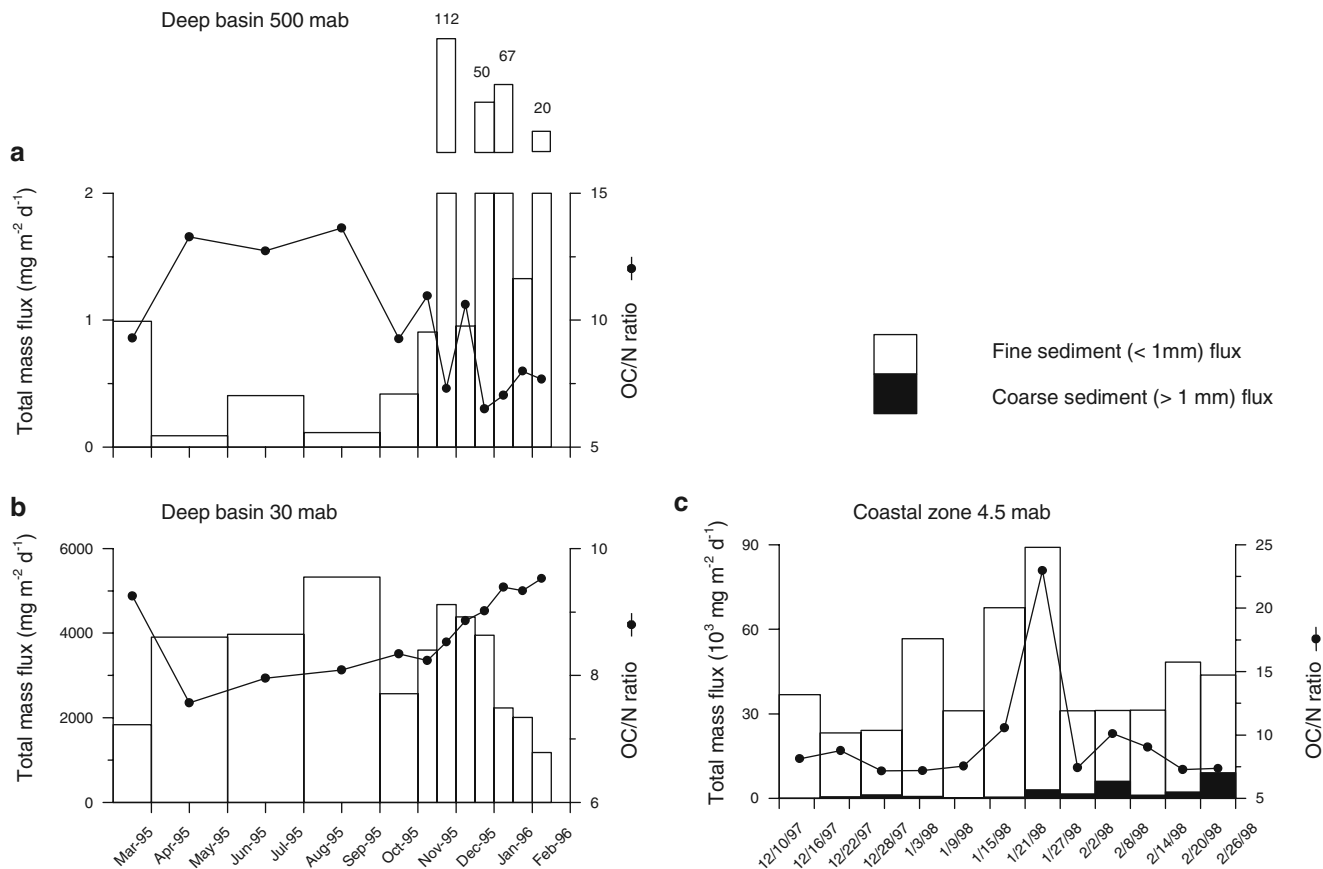 Deep basin 500 mab
112
50
67
20
a
Total mass flux (mg m⁻² d⁻¹)
2
1
0
15
10
5
OC/N ratio
Fine sediment (< 1mm) flux
Coarse sediment (> 1 mm) flux
b
Deep basin 30 mab
Total mass flux (mg m⁻² d⁻¹)
6000
4000
2000
0
10
8
6
OC/N ratio
Mar-95
Apr-95
May-95
Jun-95
Jul-95
Aug-95
Sep-95
Oct-95
Nov-95
Dec-95
Jan-96
Feb-96
c
Coastal zone 4.5 mab
Total mass flux (10³ mg m⁻² d⁻¹)
90
60
30
0
25
20
15
10
5
OC/N ratio
12/10/97
12/16/97
12/22/97
12/28/97
1/3/98
1/9/98
1/15/98
1/21/98
1/27/98
2/2/98
2/8/98
2/14/98
2/20/98
2/26/98